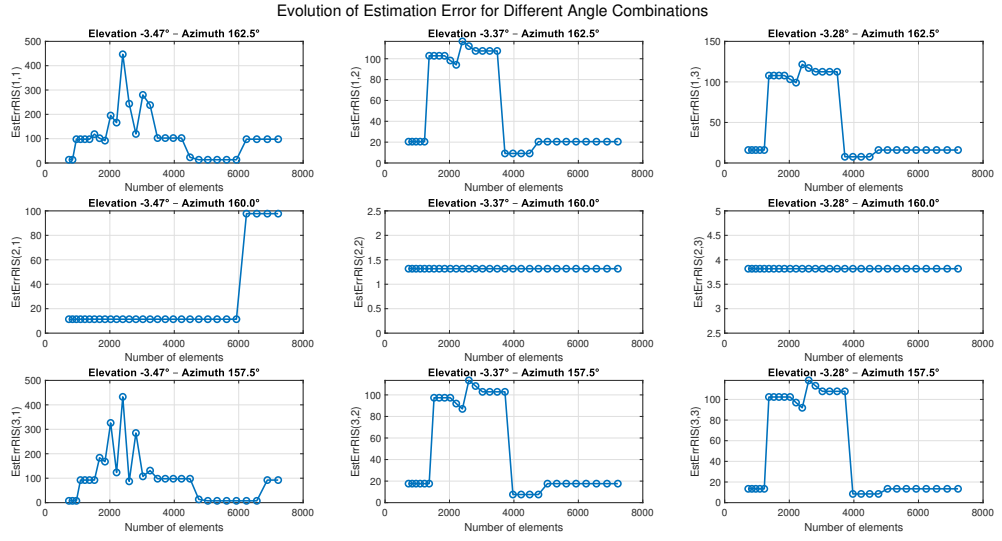 Evolution of Estimation Error for Different Angle Combinations
Elevation -3.47° – Azimuth 162.5°
EstErrRIS(1,1)
500
400
300
200
100
0
0 2000 4000 6000 8000
Number of elements
Elevation -3.37° – Azimuth 162.5°
EstErrRIS(1,2)
100
80
60
40
20
0
0 2000 4000 6000 8000
Number of elements
Elevation -3.28° – Azimuth 162.5°
EstErrRIS(1,3)
150
100
50
0
0 2000 4000 6000 8000
Number of elements
Elevation -3.47° – Azimuth 160.0°
EstErrRIS(2,1)
100
80
60
40
20
0
0 2000 4000 6000 8000
Number of elements
Elevation -3.37° – Azimuth 160.0°
EstErrRIS(2,2)
2.5
2
1.5
1
0.5
0
0 2000 4000 6000 8000
Number of elements
Elevation -3.28° – Azimuth 160.0°
EstErrRIS(2,3)
5
4.5
4
3.5
3
2.5
0 2000 4000 6000 8000
Number of elements
Elevation -3.47° – Azimuth 157.5°
EstErrRIS(3,1)
500
400
300
200
100
0
0 2000 4000 6000 8000
Number of elements
Elevation -3.37° – Azimuth 157.5°
EstErrRIS(3,2)
100
80
60
40
20
0
0 2000 4000 6000 8000
Number of elements
Elevation -3.28° – Azimuth 157.5°
EstErrRIS(3,3)
100
80
60
40
20
0
0 2000 4000 6000 8000
Number of elements